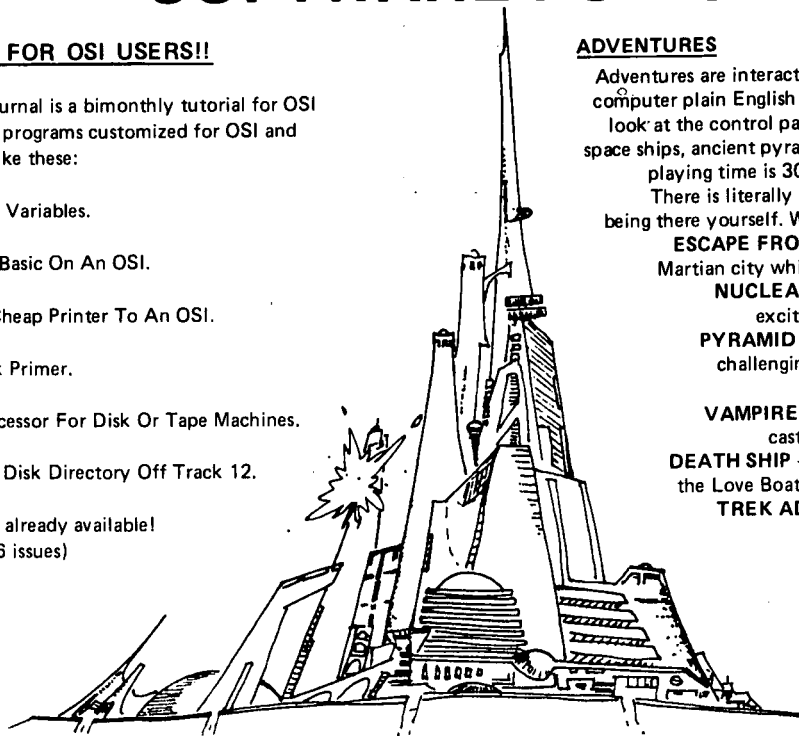 FOR OSI USERS!!
urnal is a bimonthly tutorial for OSI
programs customized for OSI and
ke these:
Variables.
Basic On An OSI.
Cheap Printer To An OSI.
Primer.
cessor For Disk Or Tape Machines.
Disk Directory Off Track 12.
already available!
6 issues)
ADVENTURES
Adventures are interact
computer plain English
look at the control pa
space ships, ancient pyra
playing time is 30
There is literally
being there yourself. W
ESCAPE FRO
Martian city whi
NUCLEA
excit
PYRAMID
challengin
VAMPIRE
cast
DEATH SHIP -
the Love Boat
TREK AD